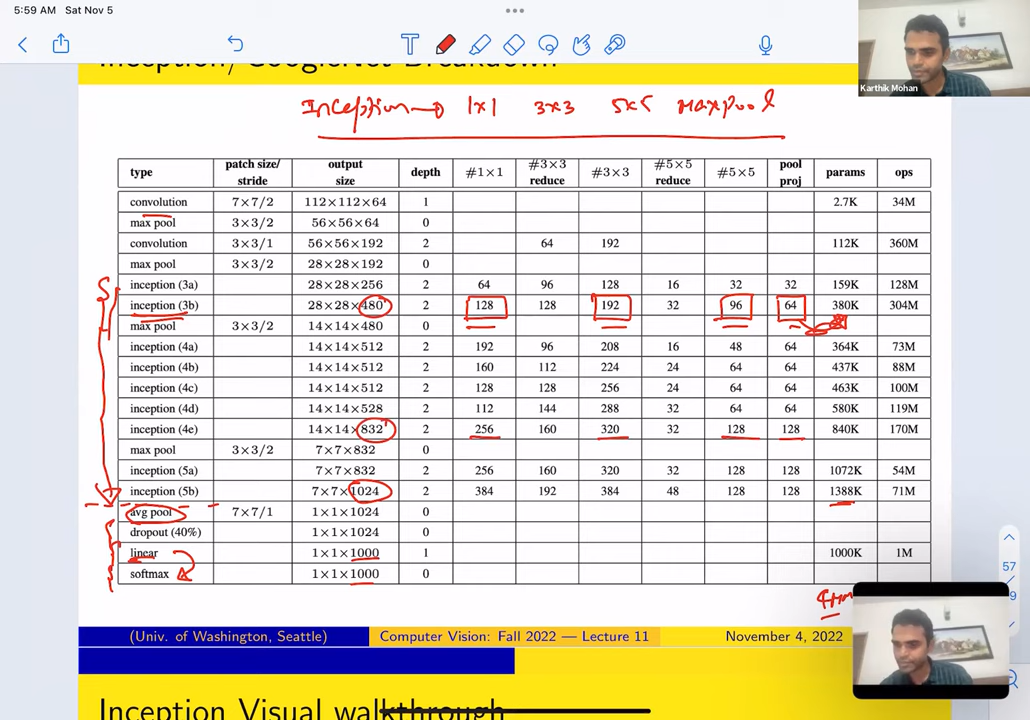 5:59 AM Sat Nov 5
Karthik Mohan
Inception/ GoogleNet Breakdown
Inception → 1x1 3x3 5x5 Maxpool
type patch size/ stride output size depth #1×1 #3×3 reduce #3×3 #5×5 reduce #5×5 pool proj params ops
convolution 7×7/2 112×112×64 1 2.7K 34M
max pool 3×3/2 56×56×64 0
convolution 3×3/1 56×56×192 2 64 192 112K 360M
max pool 3×3/2 28×28×192 0
inception (3a) 28×28×256 2 64 96 128 16 32 32 159K 128M
inception (3b) 28×28×480 2 128 128 192 32 96 64 380K 304M
max pool 3×3/2 14×14×480 0
inception (4a) 14×14×512 2 192 96 208 16 48 64 364K 73M
inception (4b) 14×14×512 2 160 112 224 24 64 64 437K 88M
inception (4c) 14×14×512 2 128 128 256 24 64 64 463K 100M
inception (4d) 14×14×528 2 112 144 288 32 64 64 580K 119M
inception (4e) 14×14×832 2 256 160 320 32 128 128 840K 170M
max pool 3×3/2 7×7×832 0
inception (5a) 7×7×832 2 256 160 320 32 128 128 1072K 54M
inception (5b) 7×7×1024 2 384 192 384 48 128 128 1388K 71M
avg pool 7×7/1 1×1×1024 0
dropout (40%) 1×1×1024 0
linear 1×1×1000 1 1000K 1M
softmax 1×1×1000 0
57
9
(Univ. of Washington, Seattle) Computer Vision: Fall 2022 — Lecture 11 November 4, 2022
Inception Visual walkthrough